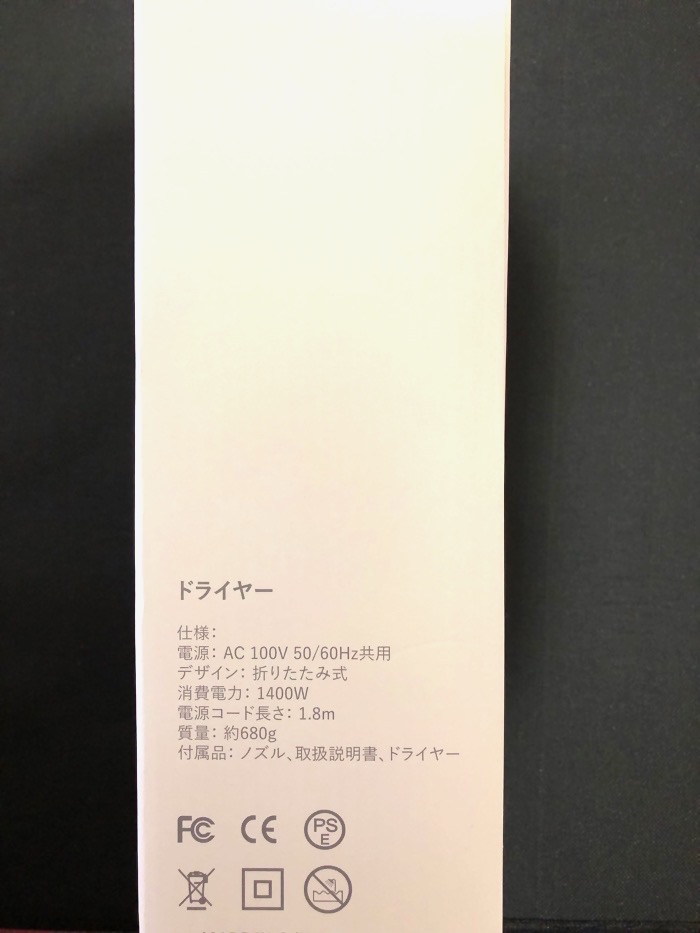 ドライヤー
仕様：
電源： AC 100V 50/60Hz共用
デザイン： 折りたたみ式
消費電力： 1400W
電源コード長さ： 1.8m
質量： 約680g
付属品： ノズル、取扱説明書、ドライヤー
FC CE PSE